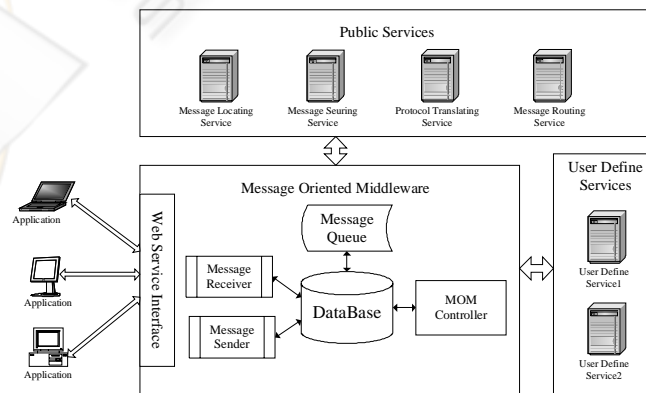 Public Services
Message Locating
Service
Message Seuring
Service
Protocol Translating
Service
Message Routing
Service
Message Oriented Middleware
Web Service Interface
Application
Application
Application
Message
Queue
Message
Receiver
Message
Sender
DataBase
MOM
Controller
User Define
Services
User Define
Service1
User Define
Service2